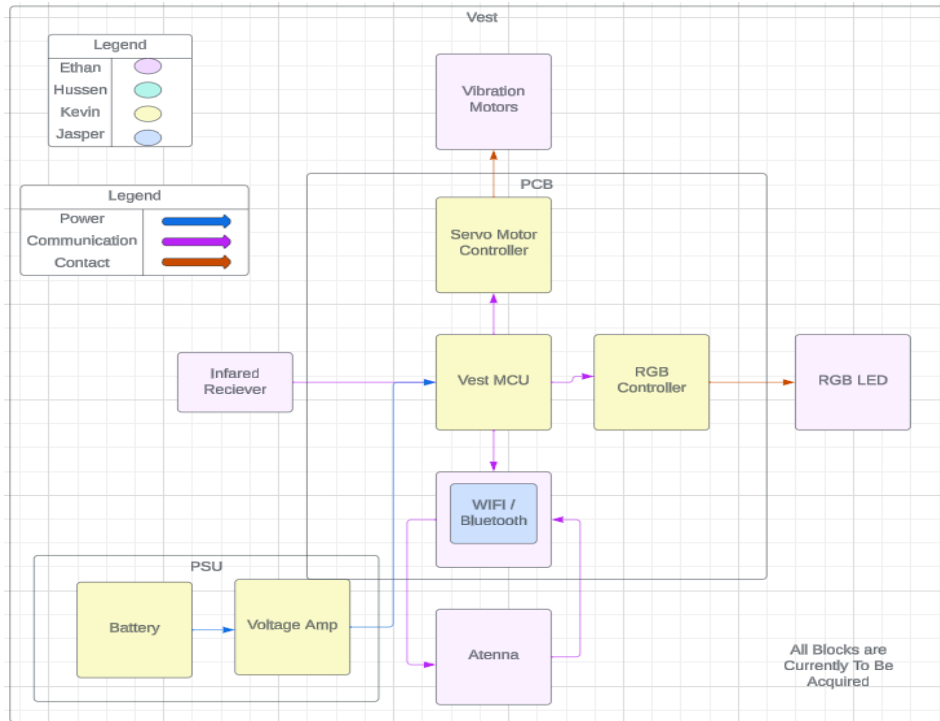 Vest
Legend
Ethan
Hussen
Kevin
Jasper
Legend
Power
Communication
Contact
Vibration
Motors
PCB
Servo Motor
Controller
Infared
Reciever
Vest MCU
RGB
Controller
RGB LED
WIFI /
Bluetooth
PSU
Battery
Voltage Amp
Atenna
All Blocks are
Currently To Be
Acquired